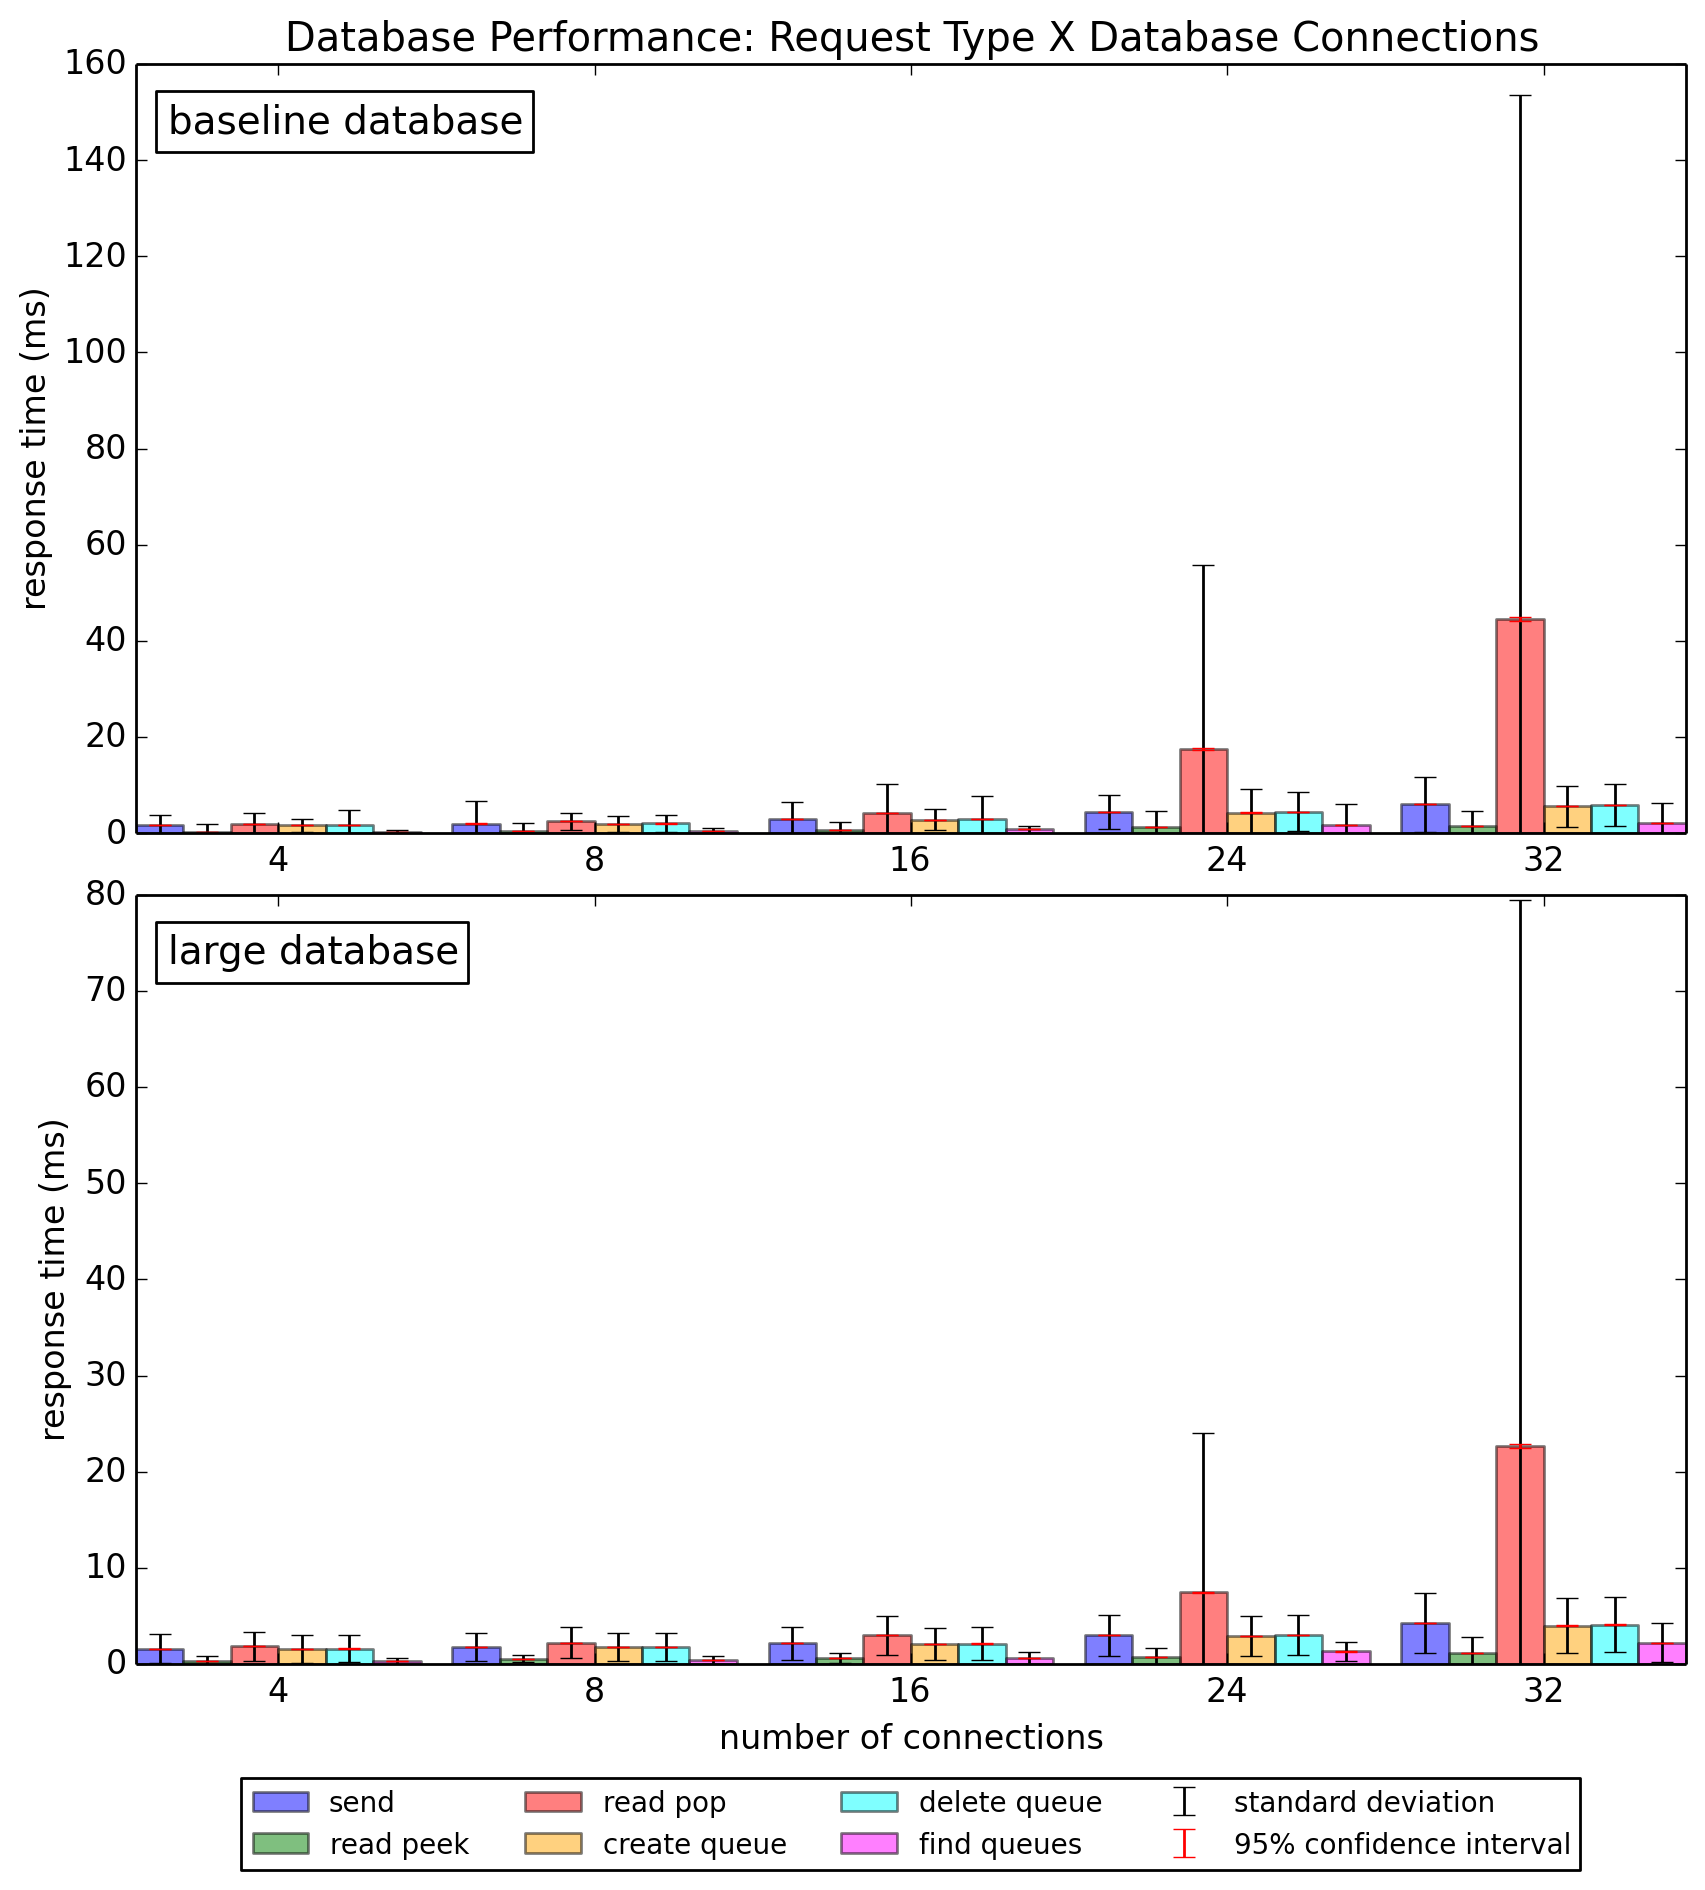 Database Performance: Request Type X Database Connections
160
140
120
100
80
60
40
20
0
response time (ms)
baseline database
4 8 16 24 32
80
70
60
50
40
30
20
10
0
response time (ms)
large database
4 8 16 24 32
number of connections
send read pop delete queue standard deviation
read peek create queue find queues 95% confidence interval